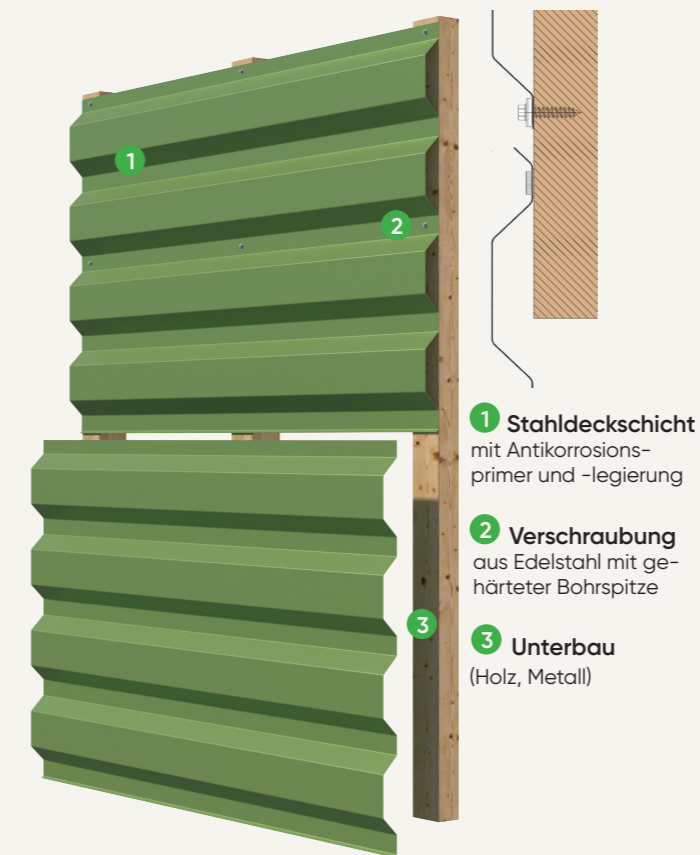 1
2
3
1 Stahldeckschicht
mit Antikorrosions-
primer und -legierung
2 Verschraubung
aus Edelstahl mit ge-
härteter Bohrspitze
3 Unterbau
(Holz, Metall)